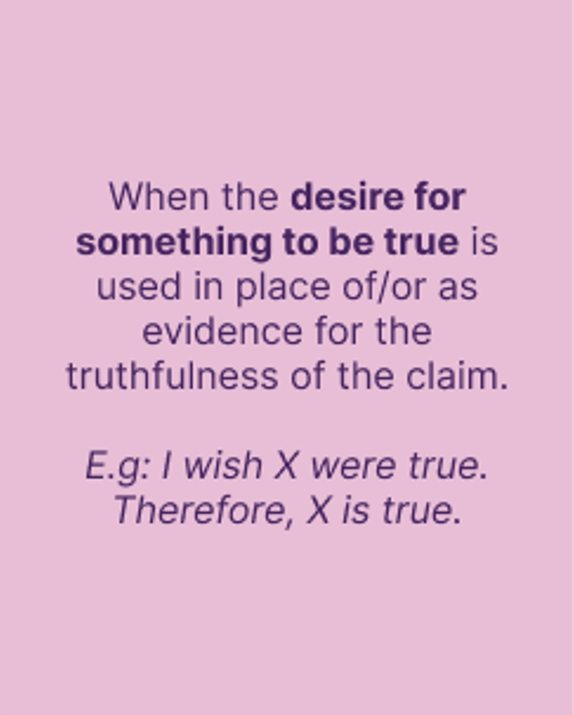 When the desire for
something to be true is
used in place of/or as
evidence for the
truthfulness of the claim.
E.g: I wish X were true.
Therefore, X is true.